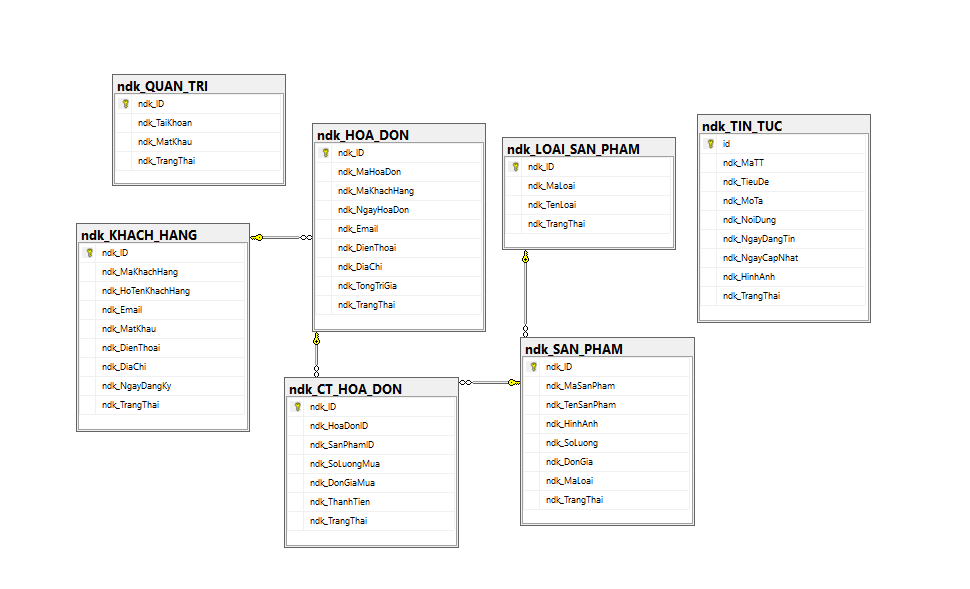 ndk_QUAN_TRI
ndk_ID
ndk_TaiKhoan
ndk_MatKhau
ndk_TrangThai
ndk_KHACH_HANG
ndk_ID
ndk_MaKhachHang
ndk_HoTenKhachHang
ndk_Email
ndk_MatKhau
ndk_DienThoai
ndk_DiaChi
ndk_NgayDangKy
ndk_TrangThai
ndk_HOA_DON
ndk_ID
ndk_MaHoaDon
ndk_MaKhachHang
ndk_NgayHoaDon
ndk_Email
ndk_DienThoai
ndk_DiaChi
ndk_TongTriGia
ndk_TrangThai
ndk_CT_HOA_DON
ndk_ID
ndk_HoaDonID
ndk_SanPhamID
ndk_SoLuongMua
ndk_DonGiaMua
ndk_ThanhTien
ndk_TrangThai
ndk_LOAI_SAN_PHAM
ndk_ID
ndk_MaLoai
ndk_TenLoai
ndk_TrangThai
ndk_SAN_PHAM
ndk_ID
ndk_MaSanPham
ndk_TenSanPham
ndk_HinhAnh
ndk_SoLuong
ndk_DonGia
ndk_MaLoai
ndk_TrangThai
ndk_TIN_TUC
id
ndk_MaTT
ndk_TieuDe
ndk_MoTa
ndk_NoiDung
ndk_NgayDangTin
ndk_NgayCapNhat
ndk_HinhAnh
ndk_TrangThai